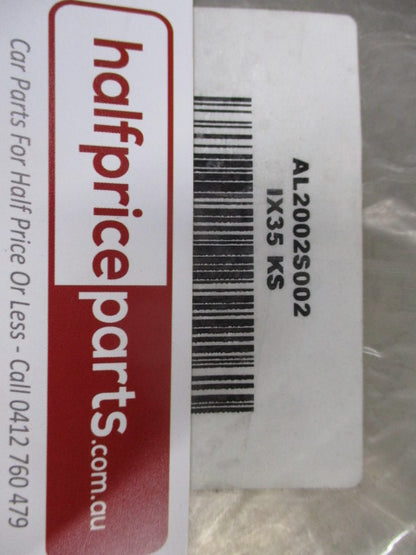 AL2002S002
IX35 KS
halfpriceparts.com.au
Car Parts For Half Price Or Less - Call 0412 760 479